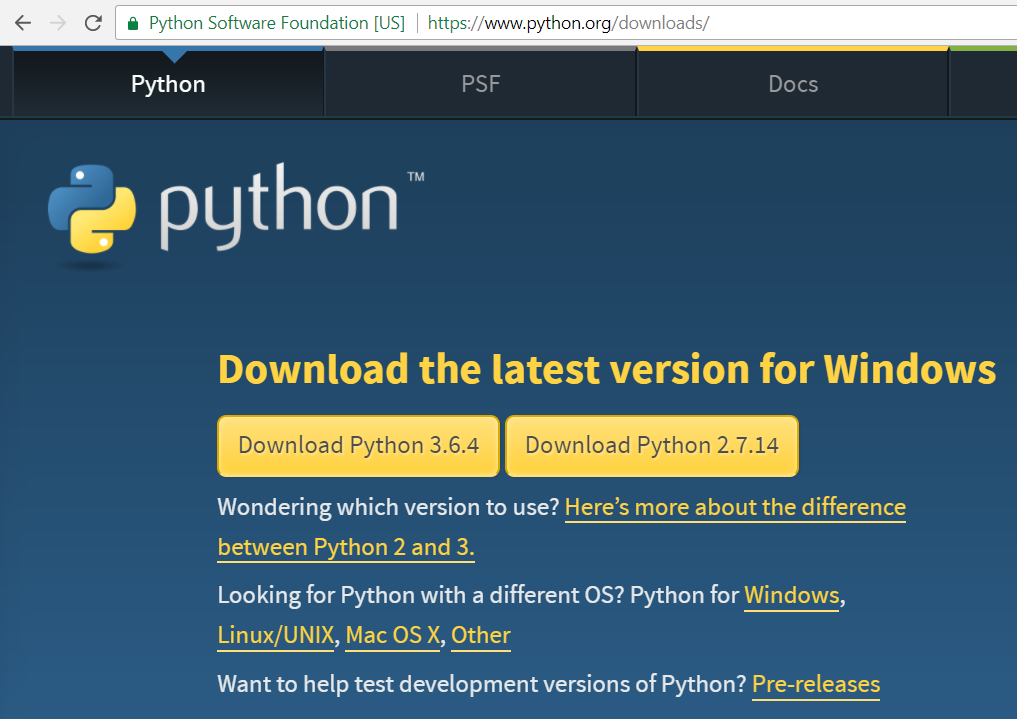 Python Software Foundation [US] https://www.python.org/downloads/
Python PSF Docs
python™
Download the latest version for Windows
Download Python 3.6.4 Download Python 2.7.14
Wondering which version to use? Here’s more about the difference
between Python 2 and 3.
Looking for Python with a different OS? Python for Windows,
Linux/UNIX, Mac OS X, Other
Want to help test development versions of Python? Pre-releases